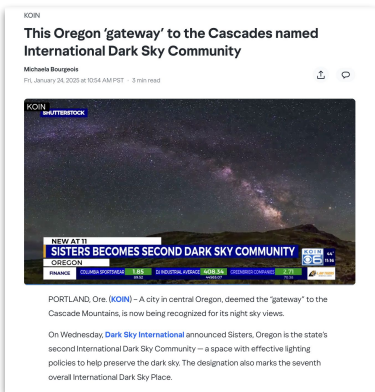 KOIN
This Oregon ‘gateway’ to the Cascades named
International Dark Sky Community
Michaela Bourgeois
Fri, January 24, 2025 at 10:54 AM PST · 3 min read
KOIN
SHUTTERSTOCK
NEW AT 11
SISTERS BECOMES SECOND DARK SKY COMMUNITY
OREGON
KOIN
6
44°
11:16
FINANCE
COLUMBIA SPORTSWEAR
1.85
DJ INDUSTRIAL AVERAGE
408.34
GREENBRIER COMPANIES
2.71
PORTLAND, Ore. (KOIN) – A city in central Oregon, deemed the “gateway” to the
Cascade Mountains, is now being recognized for its night sky views.
On Wednesday, Dark Sky International announced Sisters, Oregon is the state’s
second International Dark Sky Community — a space with effective lighting
policies to help preserve the dark sky. The designation also marks the seventh
overall International Dark Sky Place.